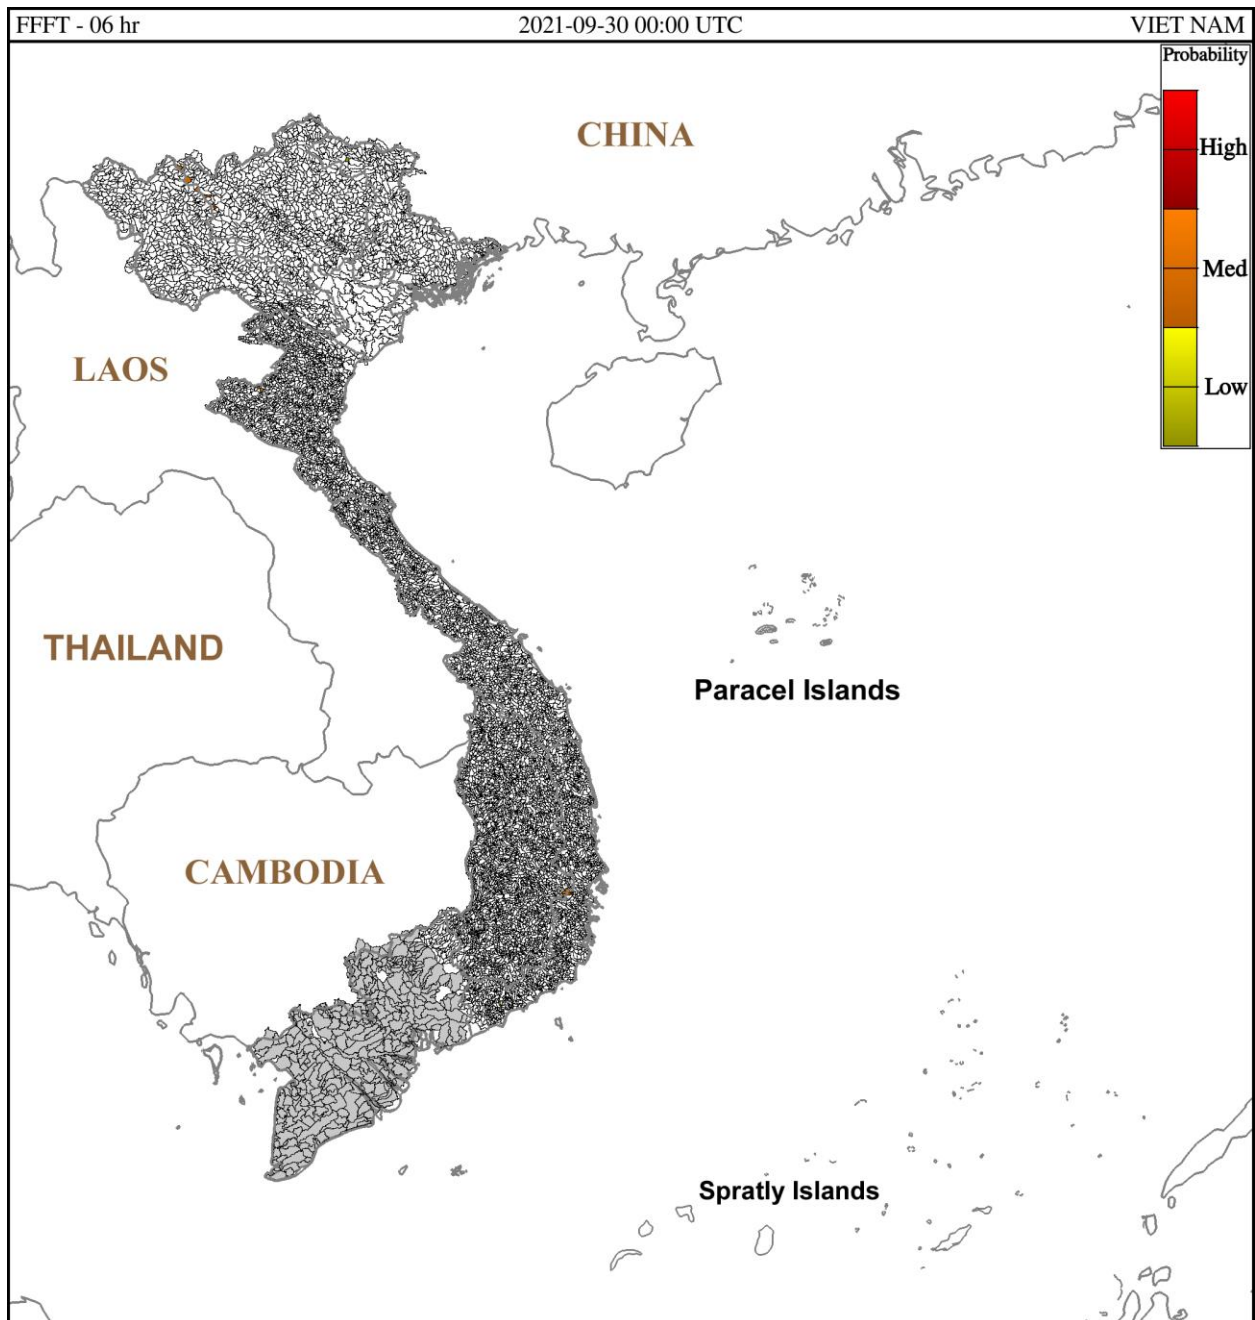 FFFT - 06 hr
2021-09-30 00:00 UTC
VIET NAM
Probability
High
Med
Low
CHINA
LAOS
THAILAND
Paracel Islands
CAMBODIA
Spratly Islands